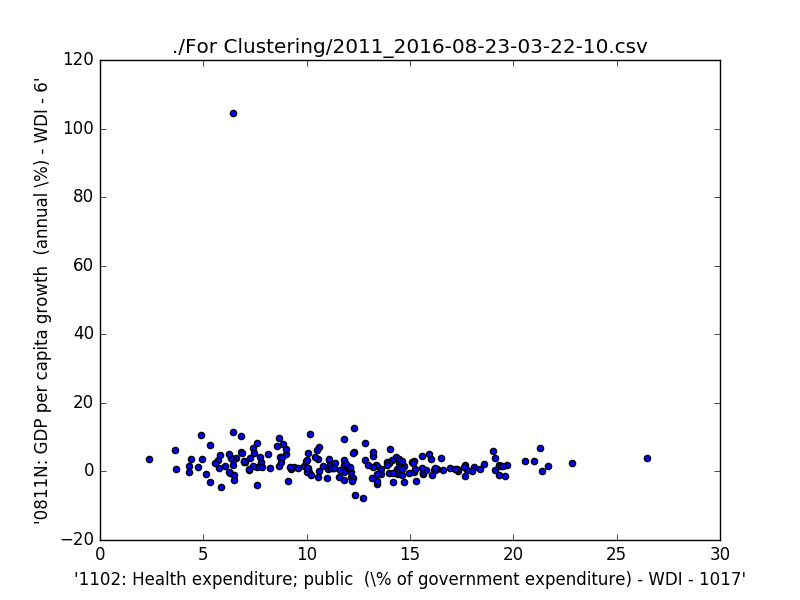 ./For Clustering/2011_2016-08-23-03-22-10.csv
120
100
80
60
40
20
0
−20
'0811N: GDP per capita growth  (annual \%) - WDI - 6'
0 5 10 15 20 25 30
'1102: Health expenditure; public  (\% of government expenditure) - WDI - 1017'